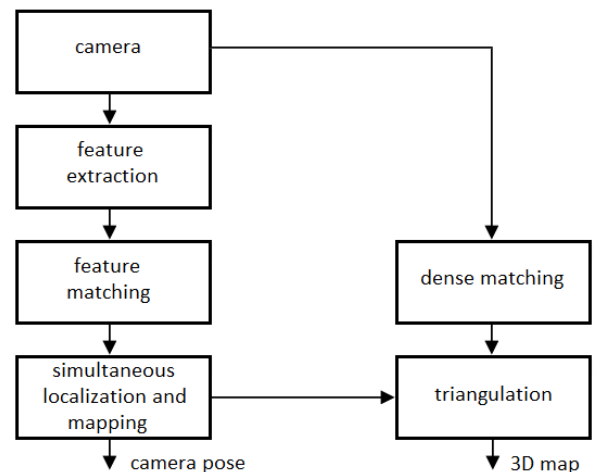 camera
feature
extraction
feature
matching
dense matching
simultaneous
localization and
mapping
triangulation
camera pose
3D map